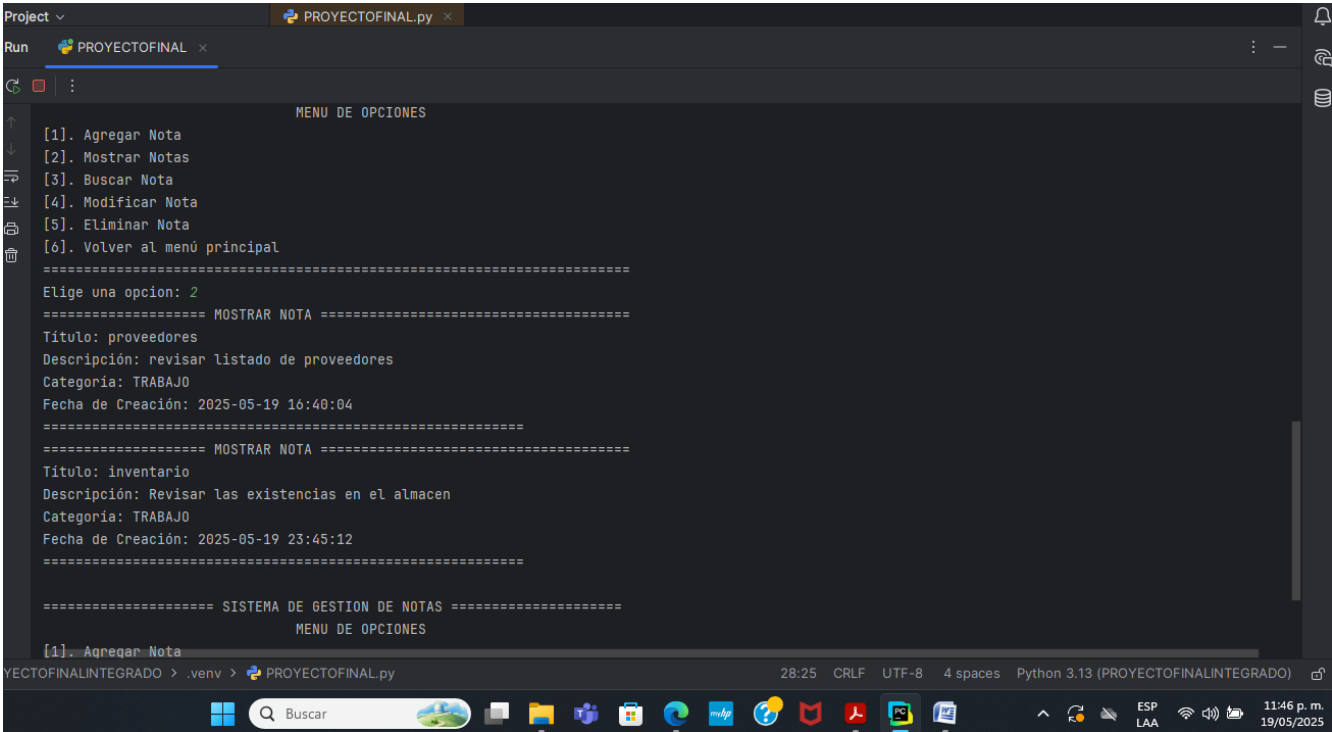 Project
PROYECTOFINAL.py
Run PROYECTOFINAL
MENU DE OPCIONES
[1]. Agregar Nota
[2]. Mostrar Notas
[3]. Buscar Nota
[4]. Modificar Nota
[5]. Eliminar Nota
[6]. Volver al menú principal
========================================================================
Elige una opcion: 2
==================== MOSTRAR NOTA ======================================
Título: proveedores
Descripción: revisar listado de proveedores
Categoría: TRABAJO
Fecha de Creación: 2025-05-19 16:40:04
===========================================================
==================== MOSTRAR NOTA ======================================
Título: inventario
Descripción: Revisar las existencias en el almacen
Categoría: TRABAJO
Fecha de Creación: 2025-05-19 23:45:12
===========================================================
===================== SISTEMA DE GESTION DE NOTAS =====================
MENU DE OPCIONES
[1]. Agregar Nota
YECTOFINALINTEGRADO > .venv > PROYECTOFINAL.py 28:25 CRLF UTF-8 4 spaces Python 3.13 (PROYECTOFINALINTEGRADO)
Buscar
myhp
PC
W
ESP
LAA
11:46 p. m.
19/05/2025